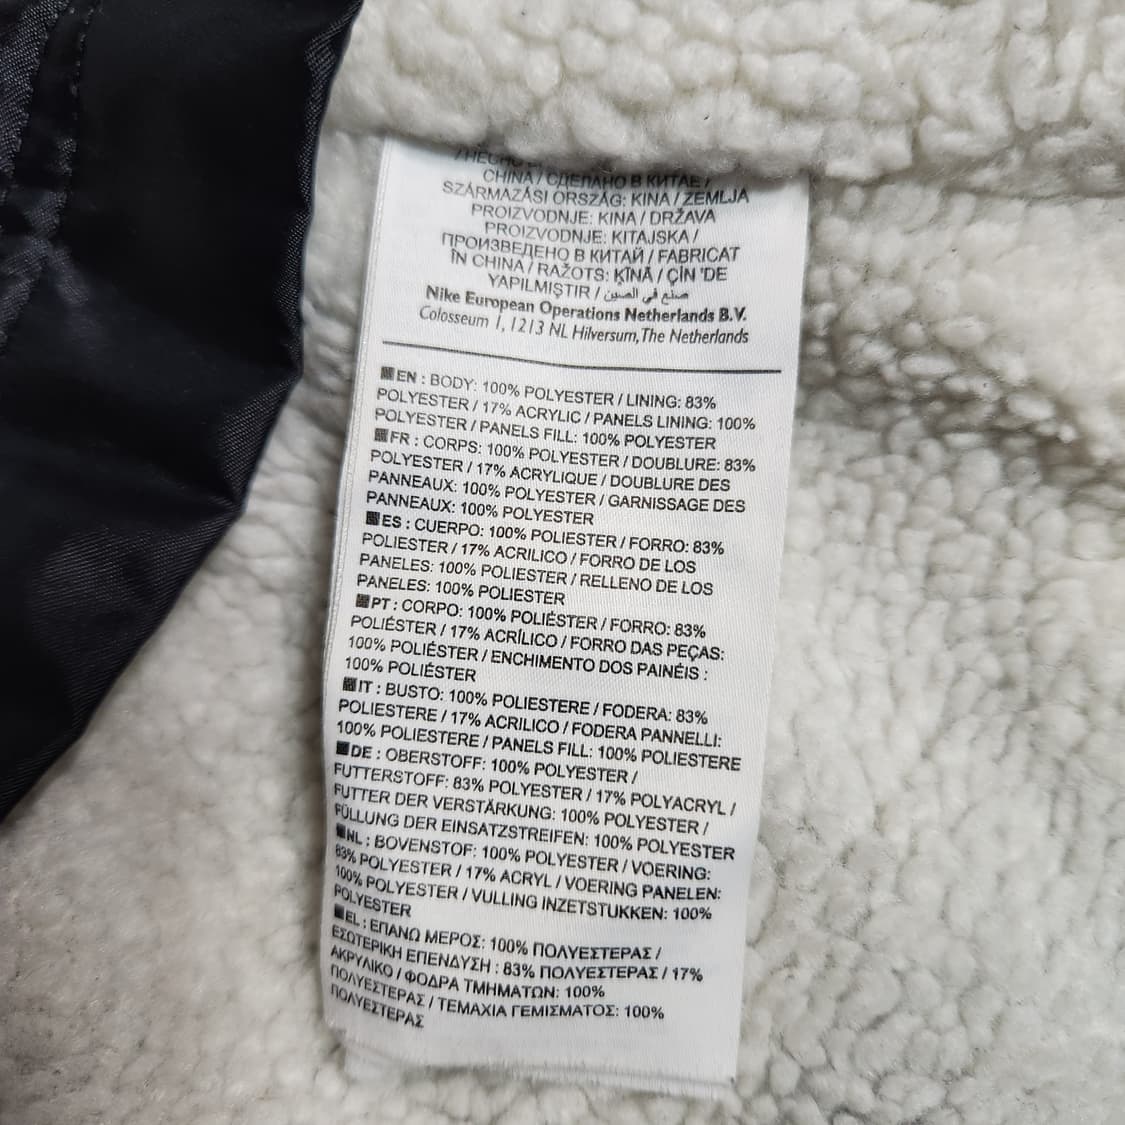 /HECHO
CHINA / СДЕЛАНО В КИТАЕ /
SZÁRMAZÁSI ORSZÁG: KINA / ZEMLJA
PROIZVODNJE: KINA / DRŽAVA
PROIZVODNJE: KITAJSKA /
ПРОИЗВЕДЕНО В КИТАЙ / FABRICAT
ÎN CHINA / RAŽOTS: ĶĪNĀ / ÇİN 'DE
YAPILMIŞTIR / صنع في الصين
Nike European Operations Netherlands B.V.
Colosseum 1, 1213 NL Hilversum, The Netherlands
EN : BODY: 100% POLYESTER / LINING: 83%
POLYESTER / 17% ACRYLIC / PANELS LINING: 100%
POLYESTER / PANELS FILL: 100% POLYESTER
FR : CORPS: 100% POLYESTER / DOUBLURE: 83%
POLYESTER / 17% ACRYLIQUE / DOUBLURE DES
PANNEAUX: 100% POLYESTER / GARNISSAGE DES
PANNEAUX: 100% POLYESTER
ES : CUERPO: 100% POLIESTER / FORRO: 83%
POLIESTER / 17% ACRILICO / FORRO DE LOS
PANELES: 100% POLIESTER / RELLENO DE LOS
PANELES: 100% POLIESTER
PT : CORPO: 100% POLIÉSTER / FORRO: 83%
POLIÉSTER / 17% ACRÍLICO / FORRO DAS PEÇAS:
100% POLIÉSTER / ENCHIMENTO DOS PAINÉIS :
100% POLIÉSTER
IT : BUSTO: 100% POLIESTERE / FODERA: 83%
POLIESTERE / 17% ACRILICO / FODERA PANNELLI:
100% POLIESTERE / PANELS FILL: 100% POLIESTERE
DE : OBERSTOFF: 100% POLYESTER /
FUTTERSTOFF: 83% POLYESTER / 17% POLYACRYL /
FUTTER DER VERSTÄRKUNG: 100% POLYESTER /
FÜLLUNG DER EINSATZSTREIFEN: 100% POLYESTER
NL : BOVENSTOF: 100% POLYESTER / VOERING:
83% POLYESTER / 17% ACRYL / VOERING PANELEN:
100% POLYESTER / VULLING INZETSTUKKEN: 100%
POLYESTER
EL : ΕΠΑΝΩ ΜΕΡΟΣ: 100% ΠΟΛΥΕΣΤΕΡΑΣ /
ΕΣΩΤΕΡΙΚΗ ΕΠΕΝΔΥΣΗ : 83% ΠΟΛΥΕΣΤΕΡΑΣ / 17%
ΑΚΡΥΛΙΚΟ / ΦΟΔΡΑ ΤΜΗΜΑΤΩΝ: 100%
ΠΟΛΥΕΣΤΕΡΑΣ / ΤΕΜΑΧΙΑ ΓΕΜΙΣΜΑΤΟΣ: 100%
ΠΟΛΥΕΣΤΕΡΑΣ